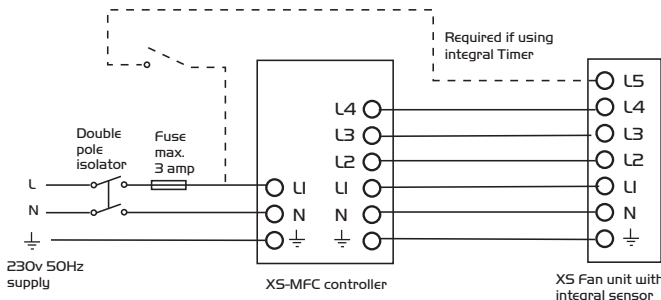 Required if using
integral Timer
L5
L4
L4
L3
L3
Double
pole
isolator
Fuse
max.
3 amp
L2
L2
L
L1
L1
L1
N
N
N
N
230v 50Hz
supply
XS-MFC controller
XS Fan unit with
integral sensor